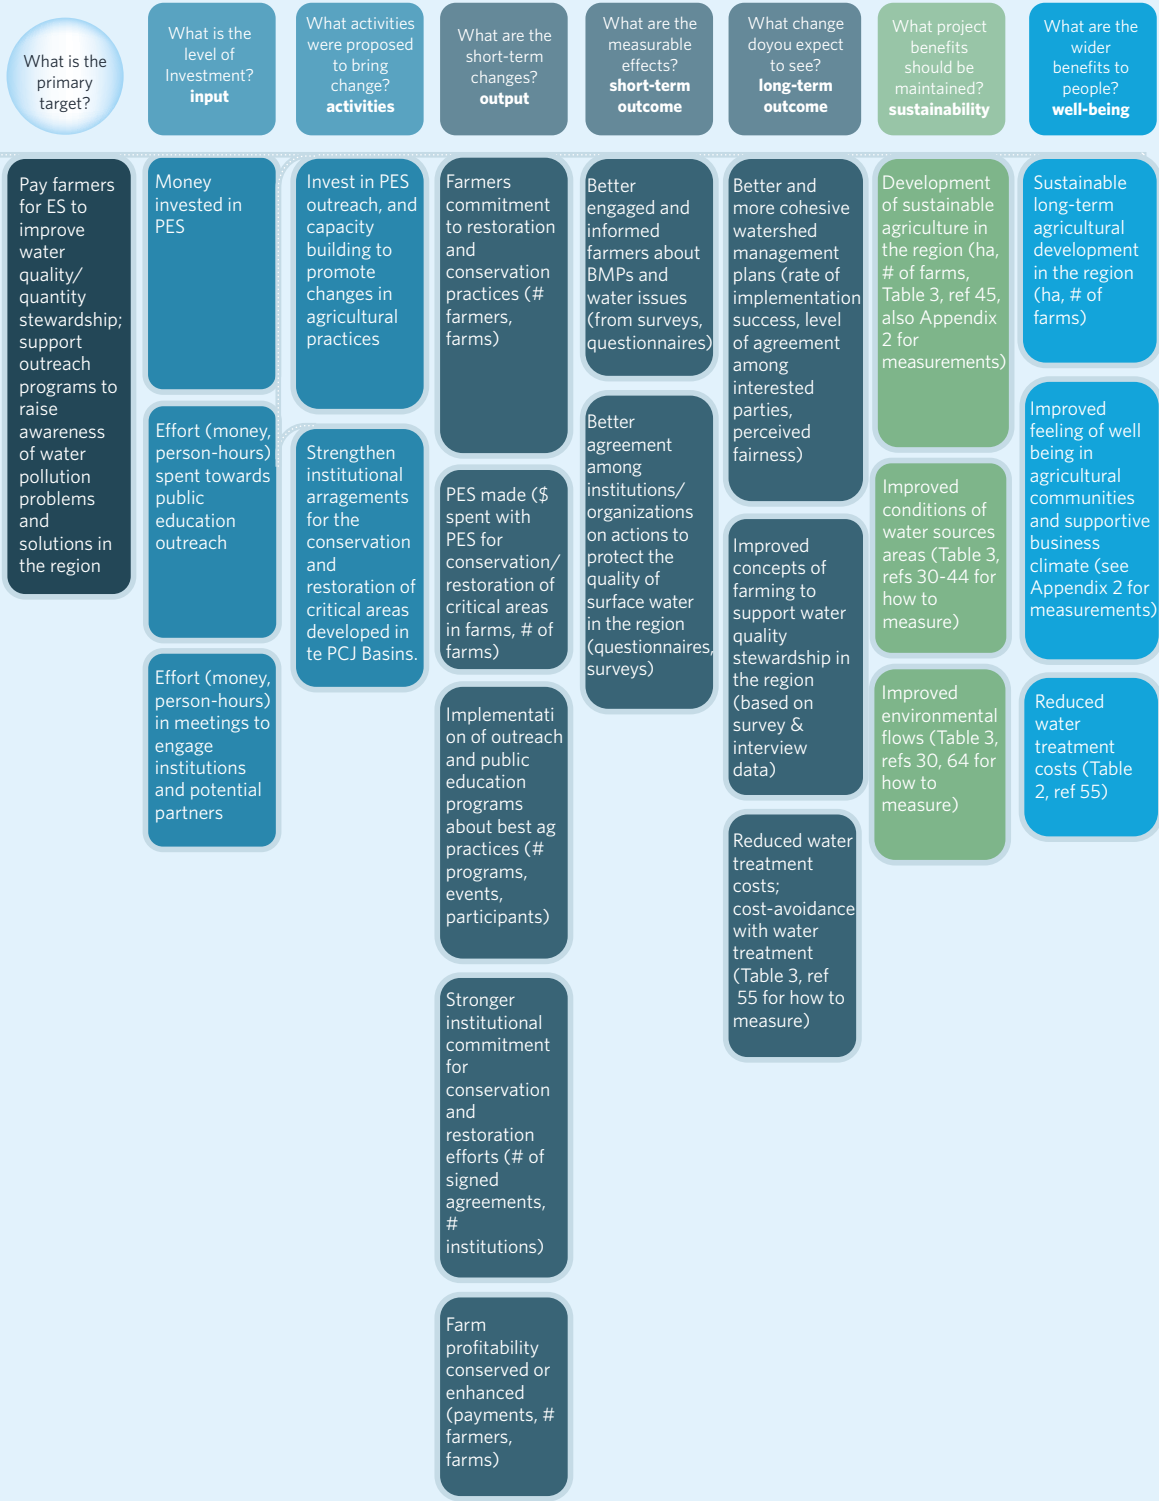 What is the
primary
target?
What is the
level of
Investment?
input
What activities
were proposed
to bring
change?
activities
What are the
short-term
changes?
output
What are the
measurable
effects?
short-term
outcome
What change
doyou expect
to see?
long-term
outcome
What project
benefits
should be
maintained?
sustainability
What are the
wider
benefits to
people?
well-being
Pay farmers
for ES to
improve
water
quality/
quantity
stewardship;
support
outreach
programs to
raise
awareness
of water
pollution
problems
and
solutions in
the region
Money
invested in
PES
Effort (money,
person-hours)
spent towards
public
education
outreach
Effort (money,
person-hours)
in meetings to
engage
institutions
and potential
partners
Invest in PES
outreach, and
capacity
building to
promote
changes in
agricultural
practices
Strengthen
institutional
arragements
for the
conservation
and
restoration of
critical areas
developed in
te PCJ Basins.
Farmers
commitment
to restoration
and
conservation
practices (#
farmers,
farms)
PES made ($
spent with
PES for
conservation/
restoration of
critical areas
in farms, # of
farms)
Implementati
on of outreach
and public
education
programs
about best ag
practices (#
programs,
events,
participants)
Stronger
institutional
commitment
for
conservation
and
restoration
efforts (# of
signed
agreements,
#
institutions)
Farm
profitability
conserved or
enhanced
(payments, #
farmers,
farms)
Better
engaged and
informed
farmers about
BMPs and
water issues
(from surveys,
questionnaires)
Better
agreement
among
institutions/
organizations
on actions to
protect the
quality of
surface water
in the region
(questionnaires,
surveys)
Better and
more cohesive
watershed
management
plans (rate of
implementation
success, level
of agreement
among
interested
parties,
perceived
fairness)
Improved
concepts of
farming to
support water
quality
stewardship in
the region
(based on
survey &
interview
data)
Reduced water
treatment
costs;
cost-avoidance
with water
treatment
(Table 3, ref
55 for how to
measure)
Development
of sustainable
agriculture in
the region (ha,
# of farms,
Table 3, ref 45,
also Appendix
2 for
measurements)
Improved
conditions of
water sources
areas (Table 3,
refs 30-44 for
how to
measure)
Improved
environmental
flows (Table 3,
refs 30, 64 for
how to
measure)
Sustainable
long-term
agricultural
development
in the region
(ha, # of
farms)
Improved
feeling of well
being in
agricultural
communities
and supportive
business
climate (see
Appendix 2 for
measurements)
Reduced
water
treatment
costs (Table
2, ref 55)